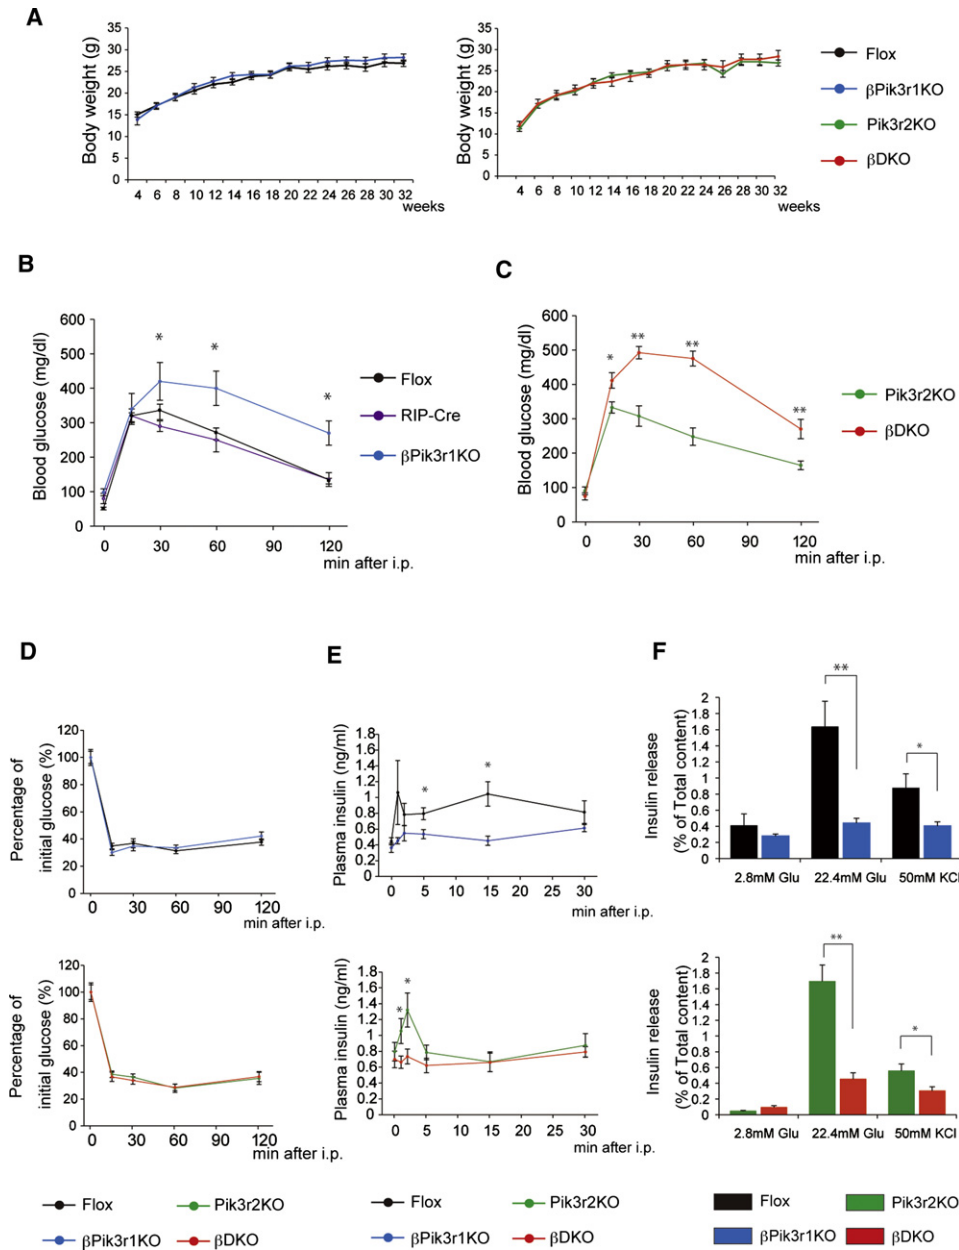 A
Body weight (g)
35
30
25
20
15
10
5
0
4 6 8 10 12 14 16 18 20 22 24 26 28 30 32
weeks
Body weight (g)
35
30
25
20
15
10
5
0
4 6 8 10 12 14 16 18 20 22 24 26 28 30 32
weeks
Flox
βPik3r1KO
Pik3r2KO
βDKO
B
Blood glucose (mg/dl)
600
500
400
300
200
100
0
* * *
0 30 60 90 120
min after i.p.
Flox
RIP-Cre
βPik3r1KO
C
Blood glucose (mg/dl)
600
500
400
300
200
100
0
* ** ** **
0 30 60 90 120
min after i.p.
Pik3r2KO
βDKO
D
Percentage of
initial glucose (%)
120
100
80
60
40
20
0
0 30 60 90 120
min after i.p.
Percentage of
initial glucose (%)
120
100
80
60
40
20
0
0 30 60 90 120
min after i.p.
Flox
Pik3r2KO
βPik3r1KO
βDKO
E
Plasma insulin (ng/ml)
1.8
1.6
1.4
1.2
1
0.8
0.6
0.4
0.2
0
* *
0 5 10 15 20 25 30
min after i.p.
Plasma insulin (ng/ml)
1.8
1.6
1.4
1.2
1
0.8
0.6
0.4
0.2
0
* *
0 5 10 15 20 25 30
min after i.p.
Flox
Pik3r2KO
βPik3r1KO
βDKO
F
Insulin release
(% of Total content)
2
1.8
1.6
1.4
1.2
1
0.8
0.6
0.4
0.2
0
** *
2.8mM Glu 22.4mM Glu 50mM KCl
Insulin release
(% of Total content)
2
1.8
1.6
1.4
1.2
1
0.8
0.6
0.4
0.2
0
** *
2.8mM Glu 22.4mM Glu 50mM KCl
Flox
Pik3r2KO
βPik3r1KO
βDKO